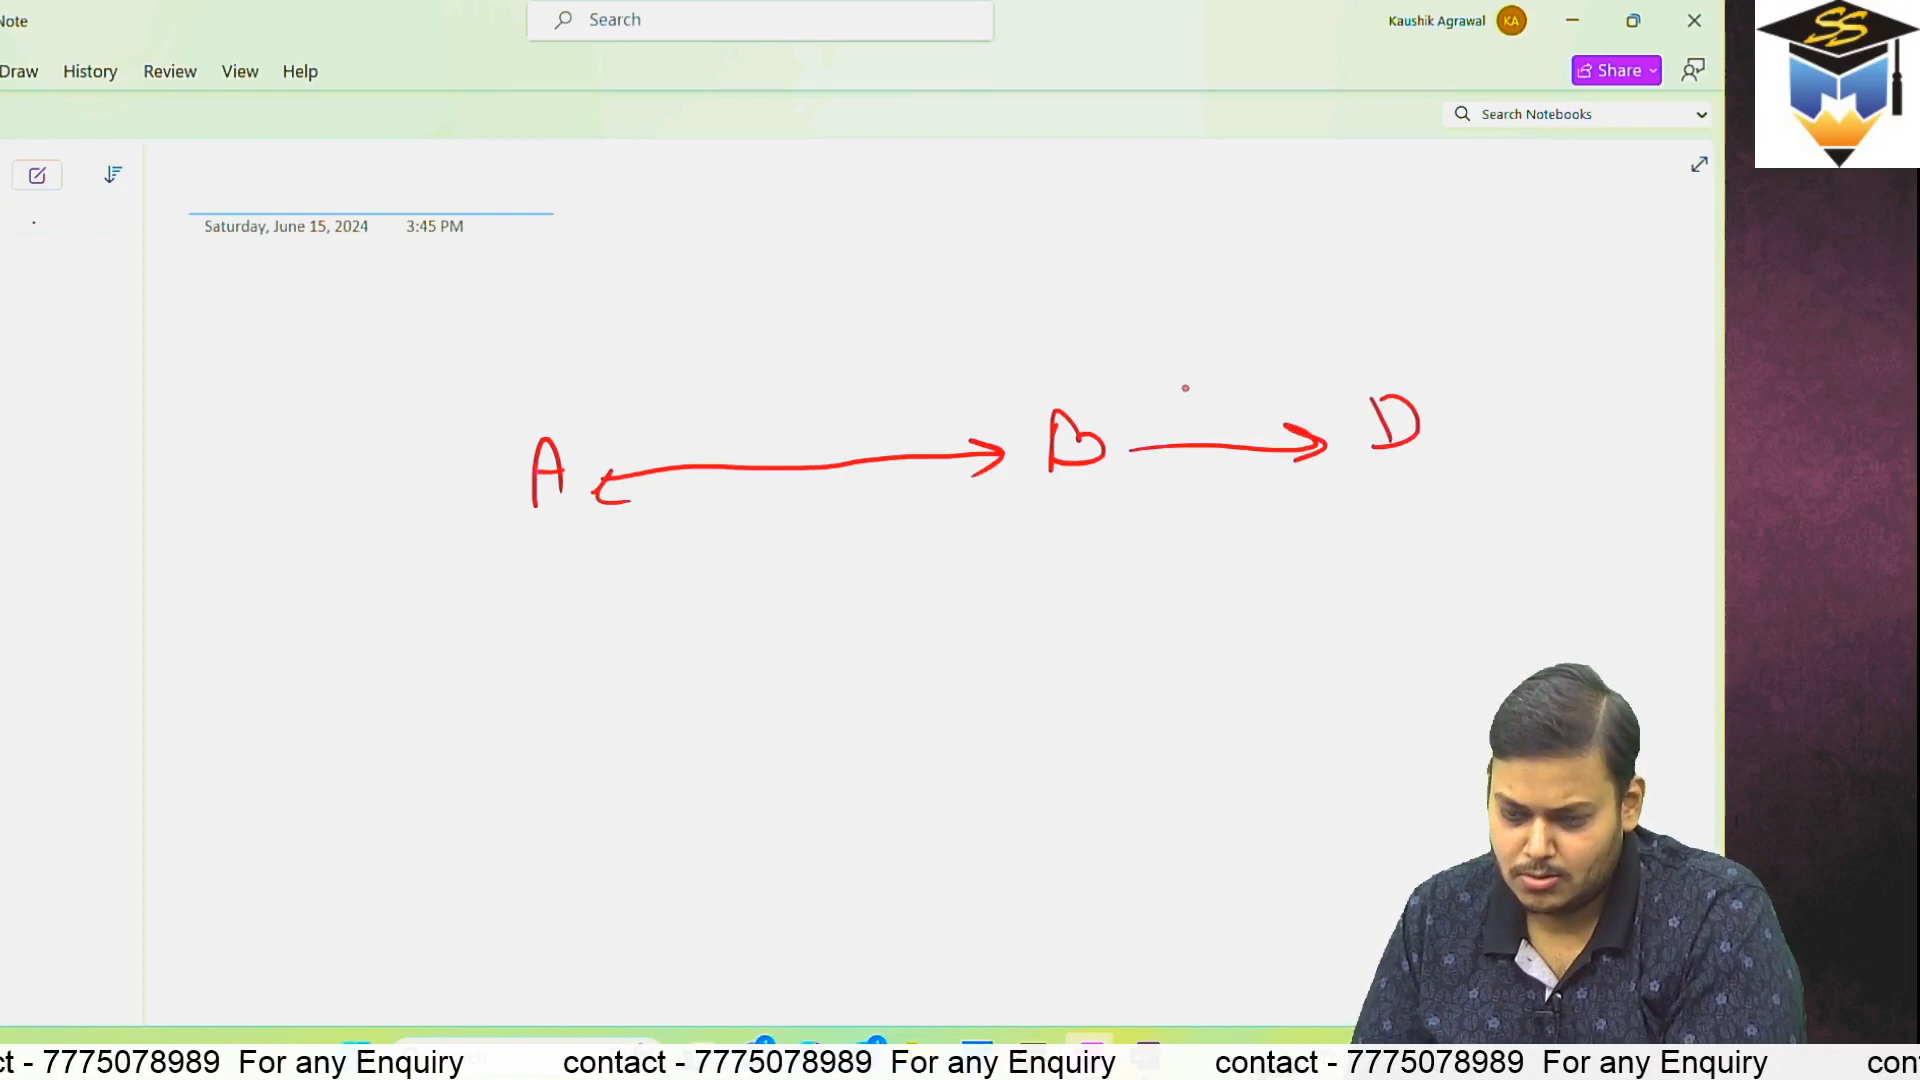 Note
Search
Kaushik Agrawal KA
Draw History Review View Help
Share
Search Notebooks
SS
Saturday, June 15, 2024 3:45 PM
A B D
ct - 7775078989 For any Enquiry contact - 7775078989 For any Enquiry contact - 7775078989 For any Enquiry con